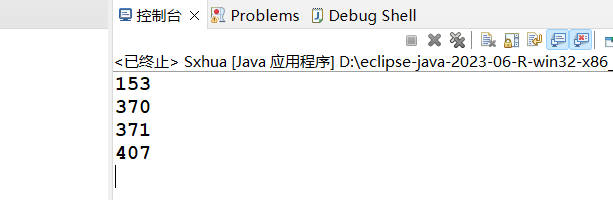 控制台 Problems Debug Shell
<已终止> Sxhua [Java 应用程序] D:\eclipse-java-2023-06-R-win32-x86_
153
370
371
407